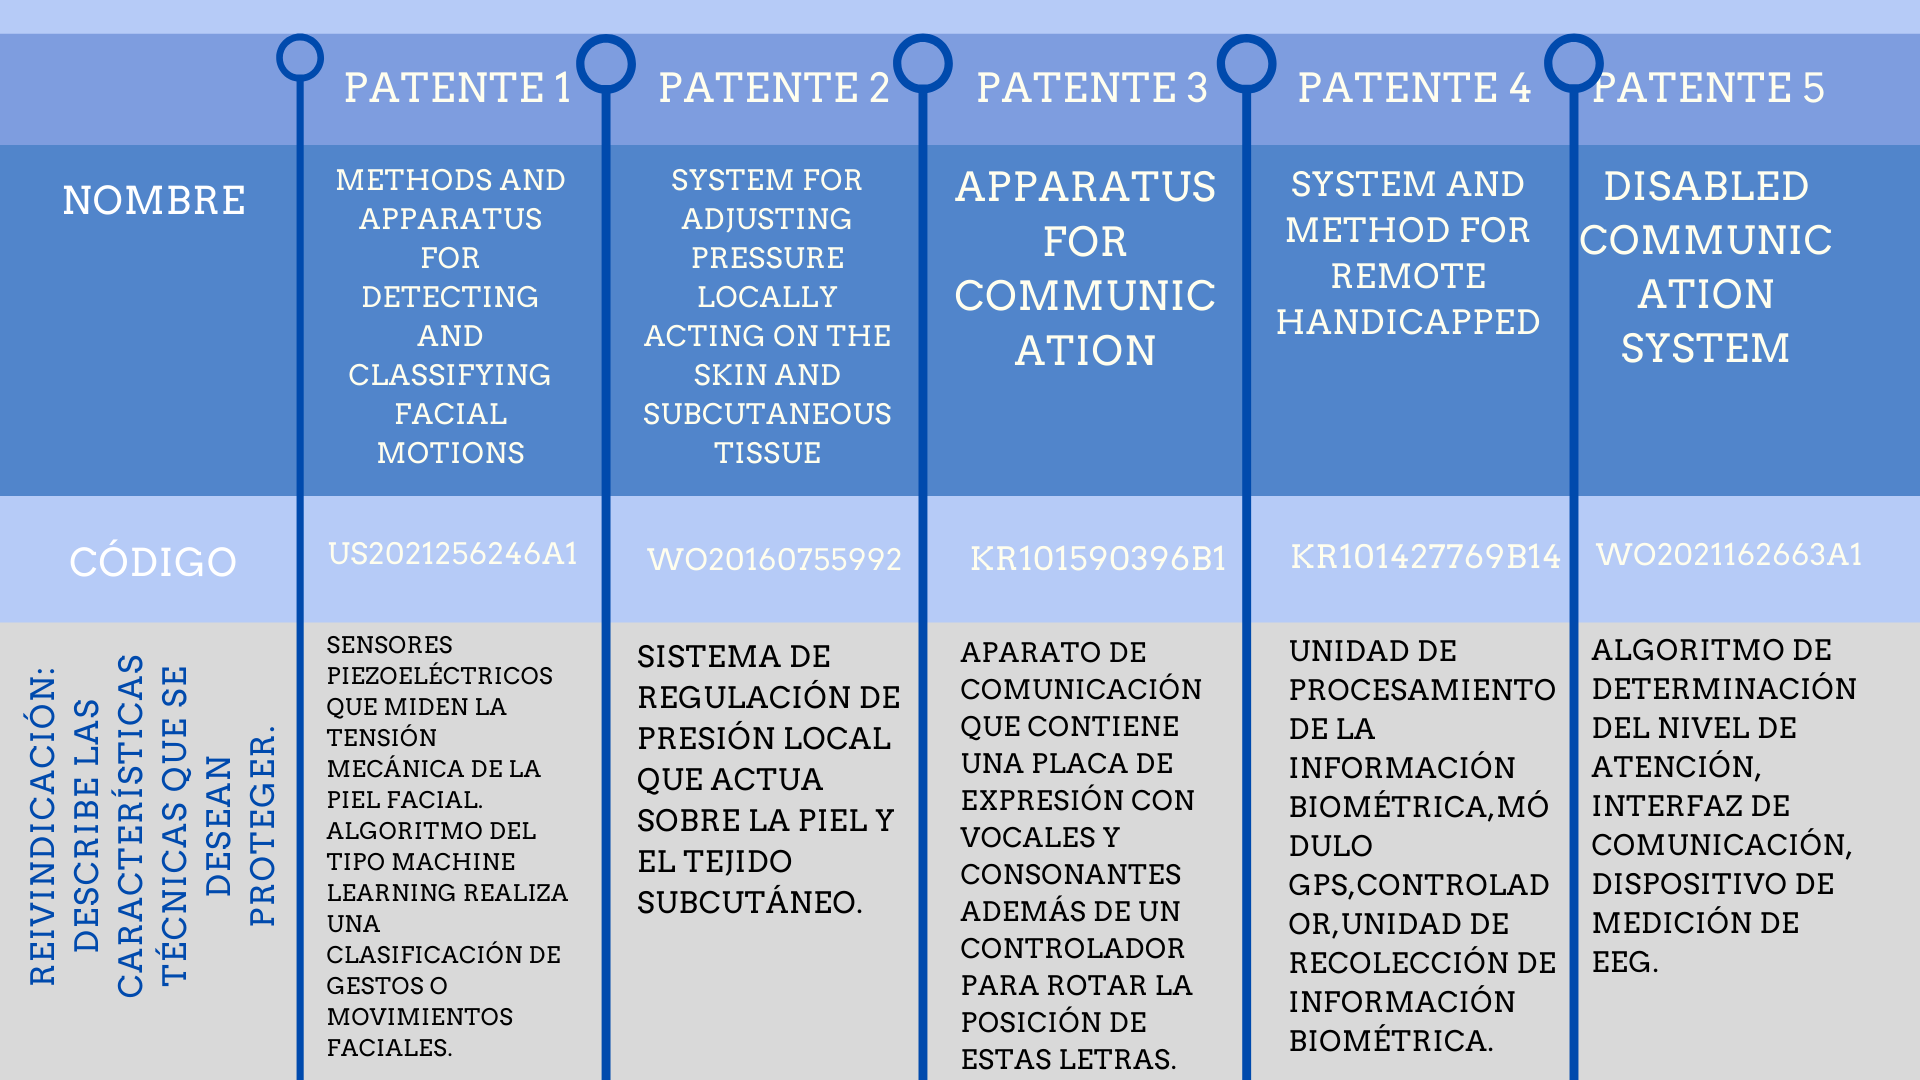 PATENTE 1
PATENTE 2
PATENTE 3
PATENTE 4
PATENTE 5
NOMBRE
METHODS AND
APPARATUS
FOR
DETECTING
AND
CLASSIFYING
FACIAL
MOTIONS
SYSTEM FOR
ADJUSTING
PRESSURE
LOCALLY
ACTING ON THE
SKIN AND
SUBCUTANEOUS
TISSUE
APPARATUS
FOR
COMMUNIC
ATION
SYSTEM AND
METHOD FOR
REMOTE
HANDICAPPED
DISABLED
COMMUNIC
ATION
SYSTEM
CÓDIGO
US2021256246A1
WO20160755992
KR101590396B1
KR101427769B14
WO2021162663A1
REIVINDICACIÓN:
DESCRIBE LAS
CARACTERÍSTICAS
TÉCNICAS QUE SE
DESEAN
PROTEGER.
SENSORES
PIEZOELÉCTRICOS
QUE MIDEN LA
TENSIÓN
MECÁNICA DE LA
PIEL FACIAL.
ALGORITMO DEL
TIPO MACHINE
LEARNING REALIZA
UNA
CLASIFICACIÓN DE
GESTOS O
MOVIMIENTOS
FACIALES.
SISTEMA DE
REGULACIÓN DE
PRESIÓN LOCAL
QUE ACTUA
SOBRE LA PIEL Y
EL TEJIDO
SUBCUTÁNEO.
APARATO DE
COMUNICACIÓN
QUE CONTIENE
UNA PLACA DE
EXPRESIÓN CON
VOCALES Y
CONSONANTES
ADEMÁS DE UN
CONTROLADOR
PARA ROTAR LA
POSICIÓN DE
ESTAS LETRAS.
UNIDAD DE
PROCESAMIENTO
DE LA
INFORMACIÓN
BIOMÉTRICA,MÓ
DULO
GPS,CONTROLAD
OR,UNIDAD DE
RECOLECCIÓN DE
INFORMACIÓN
BIOMÉTRICA.
ALGORITMO DE
DETERMINACIÓN
DEL NIVEL DE
ATENCIÓN,
INTERFAZ DE
COMUNICACIÓN,
DISPOSITIVO DE
MEDICIÓN DE
EEG.